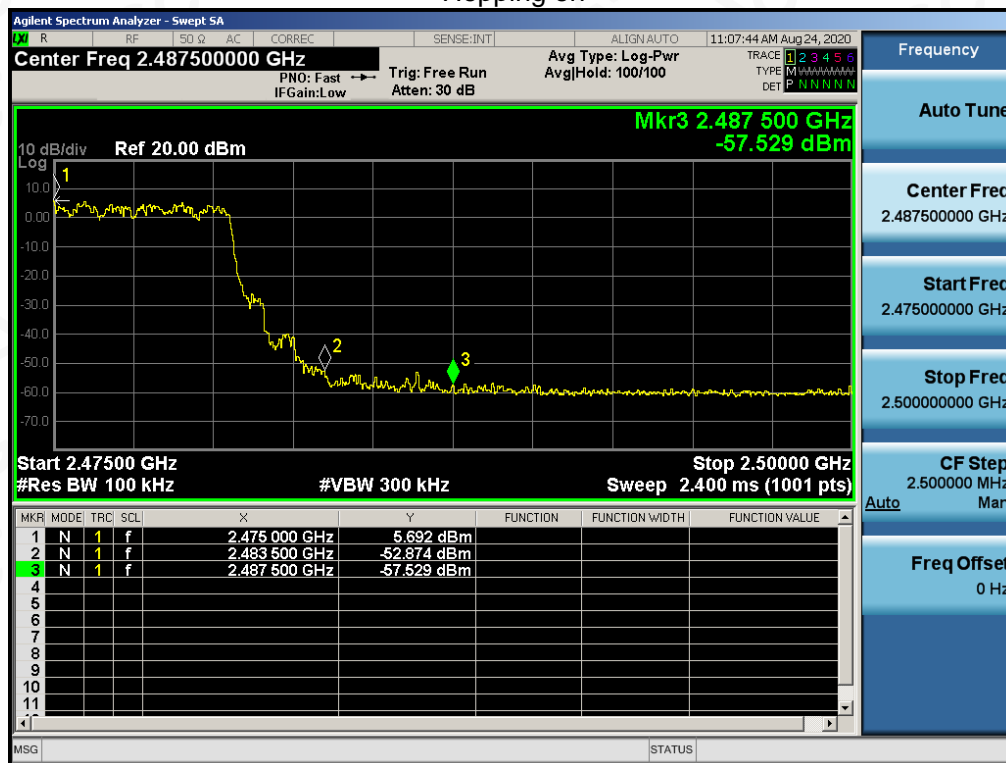 Hopping on
Agilent Spectrum Analyzer - Swept SA
LXI R RF 50 Ω AC CORREC SENSE:INT ALIGN AUTO 11:07:44 AM Aug 24, 2020
Center Freq 2.487500000 GHz
PNO: Fast
IFGain:Low
Trig: Free Run
Atten: 30 dB
Avg Type: Log-Pwr
Avg|Hold: 100/100
TRACE 1 2 3 4 5 6
TYPE M W W W W W
DET P N N N N N
Mkr3 2.487 500 GHz
-57.529 dBm
10 dB/div Ref 20.00 dBm
Log
10.0
0.00
-10.0
-20.0
-30.0
-40.0
-50.0
-60.0
-70.0
1
2
3
Start 2.47500 GHz Stop 2.50000 GHz
#Res BW 100 kHz #VBW 300 kHz Sweep 2.400 ms (1001 pts)
MKR MODE TRC SCL X Y FUNCTION FUNCTION WIDTH FUNCTION VALUE
1 N 1 f 2.475 000 GHz 5.692 dBm
2 N 1 f 2.483 500 GHz -52.874 dBm
3 N 1 f 2.487 500 GHz -57.529 dBm
4
5
6
7
8
9
10
11
MSG STATUS
Frequency
Auto Tune
Center Freq
2.487500000 GHz
Start Freq
2.475000000 GHz
Stop Freq
2.500000000 GHz
CF Step
2.500000 MHz
Auto Man
Freq Offset
0 Hz